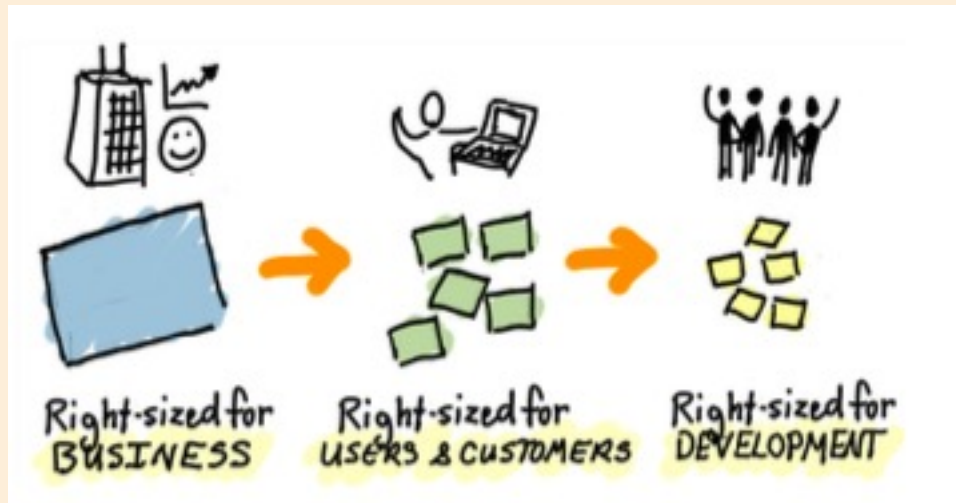 Right-sized for
BUSINESS
Right-sized for
USERS & CUSTOMERS
Right-sized for
DEVELOPMENT